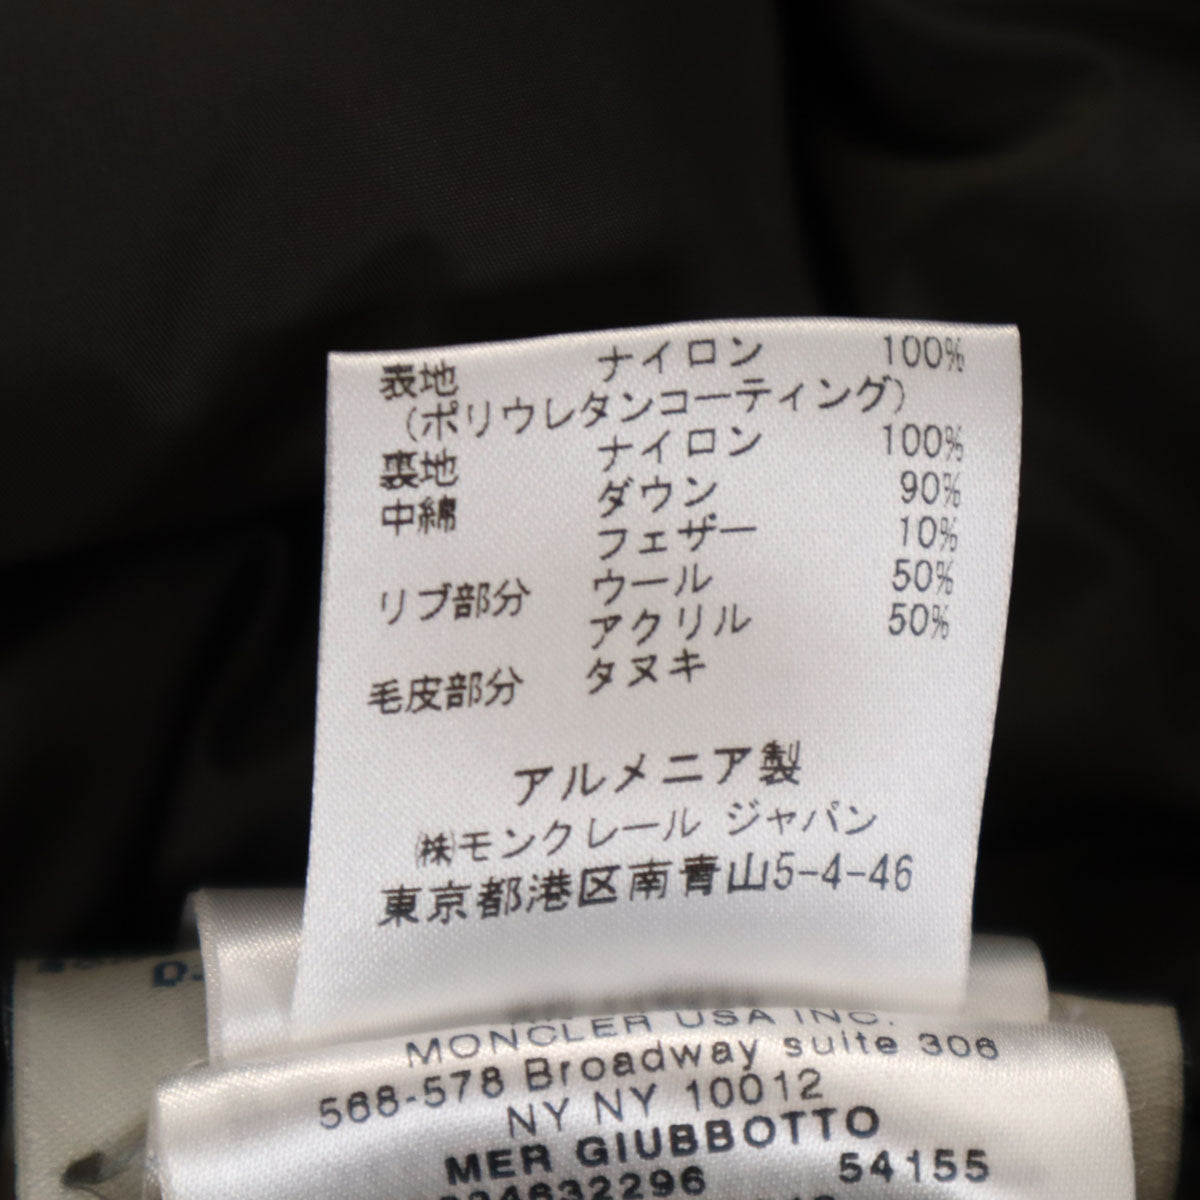 表地 ナイロン 100%
(ポリウレタンコーティング)
裏地 ナイロン 100%
中綿 ダウン 90%
フェザー 10%
リブ部分 ウール 50%
アクリル 50%
毛皮部分 タヌキ
アルメニア製
㈱モンクレール ジャパン
東京都港区南青山5-4-46
MONCLER USA INC.
568-578 Broadway suite 306
NY NY 10012
MER GIUBBOTTO
54155